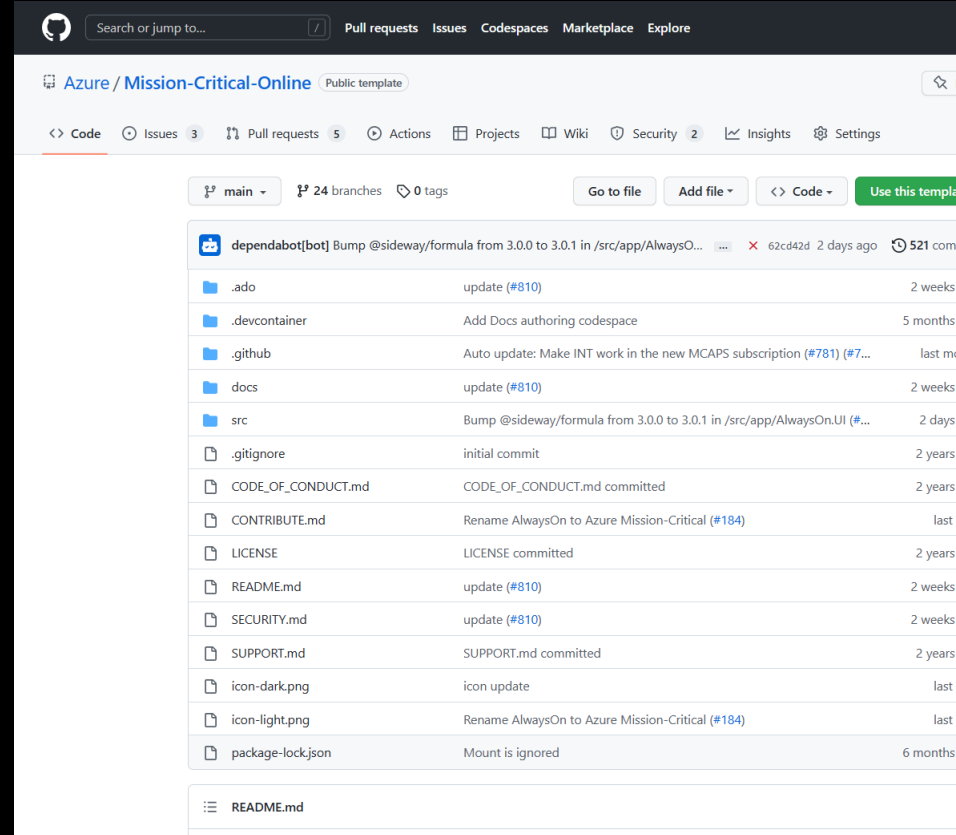 Search or jump to... / Pull requests Issues Codespaces Marketplace Explore
Azure / Mission-Critical-Online Public template
Code Issues 3 Pull requests 5 Actions Projects Wiki Security 2 Insights Settings
main 24 branches 0 tags Go to file Add file Code Use this templa
dependabot[bot] Bump @sideway/formula from 3.0.0 to 3.0.1 in /src/app/AlwaysO... ... 62cd42d 2 days ago 521 com
.ado update (#810) 2 weeks
.devcontainer Add Docs authoring codespace 5 months
.github Auto update: Make INT work in the new MCAPS subscription (#781) (#7... last mo
docs update (#810) 2 weeks
src Bump @sideway/formula from 3.0.0 to 3.0.1 in /src/app/AlwaysOn.UI (#... 2 days
.gitignore initial commit 2 years
CODE_OF_CONDUCT.md CODE_OF_CONDUCT.md committed 2 years
CONTRIBUTE.md Rename AlwaysOn to Azure Mission-Critical (#184) last
LICENSE LICENSE committed 2 years
README.md update (#810) 2 weeks
SECURITY.md update (#810) 2 weeks
SUPPORT.md SUPPORT.md committed 2 years
icon-dark.png icon update last
icon-light.png Rename AlwaysOn to Azure Mission-Critical (#184) last
package-lock.json Mount is ignored 6 months
README.md